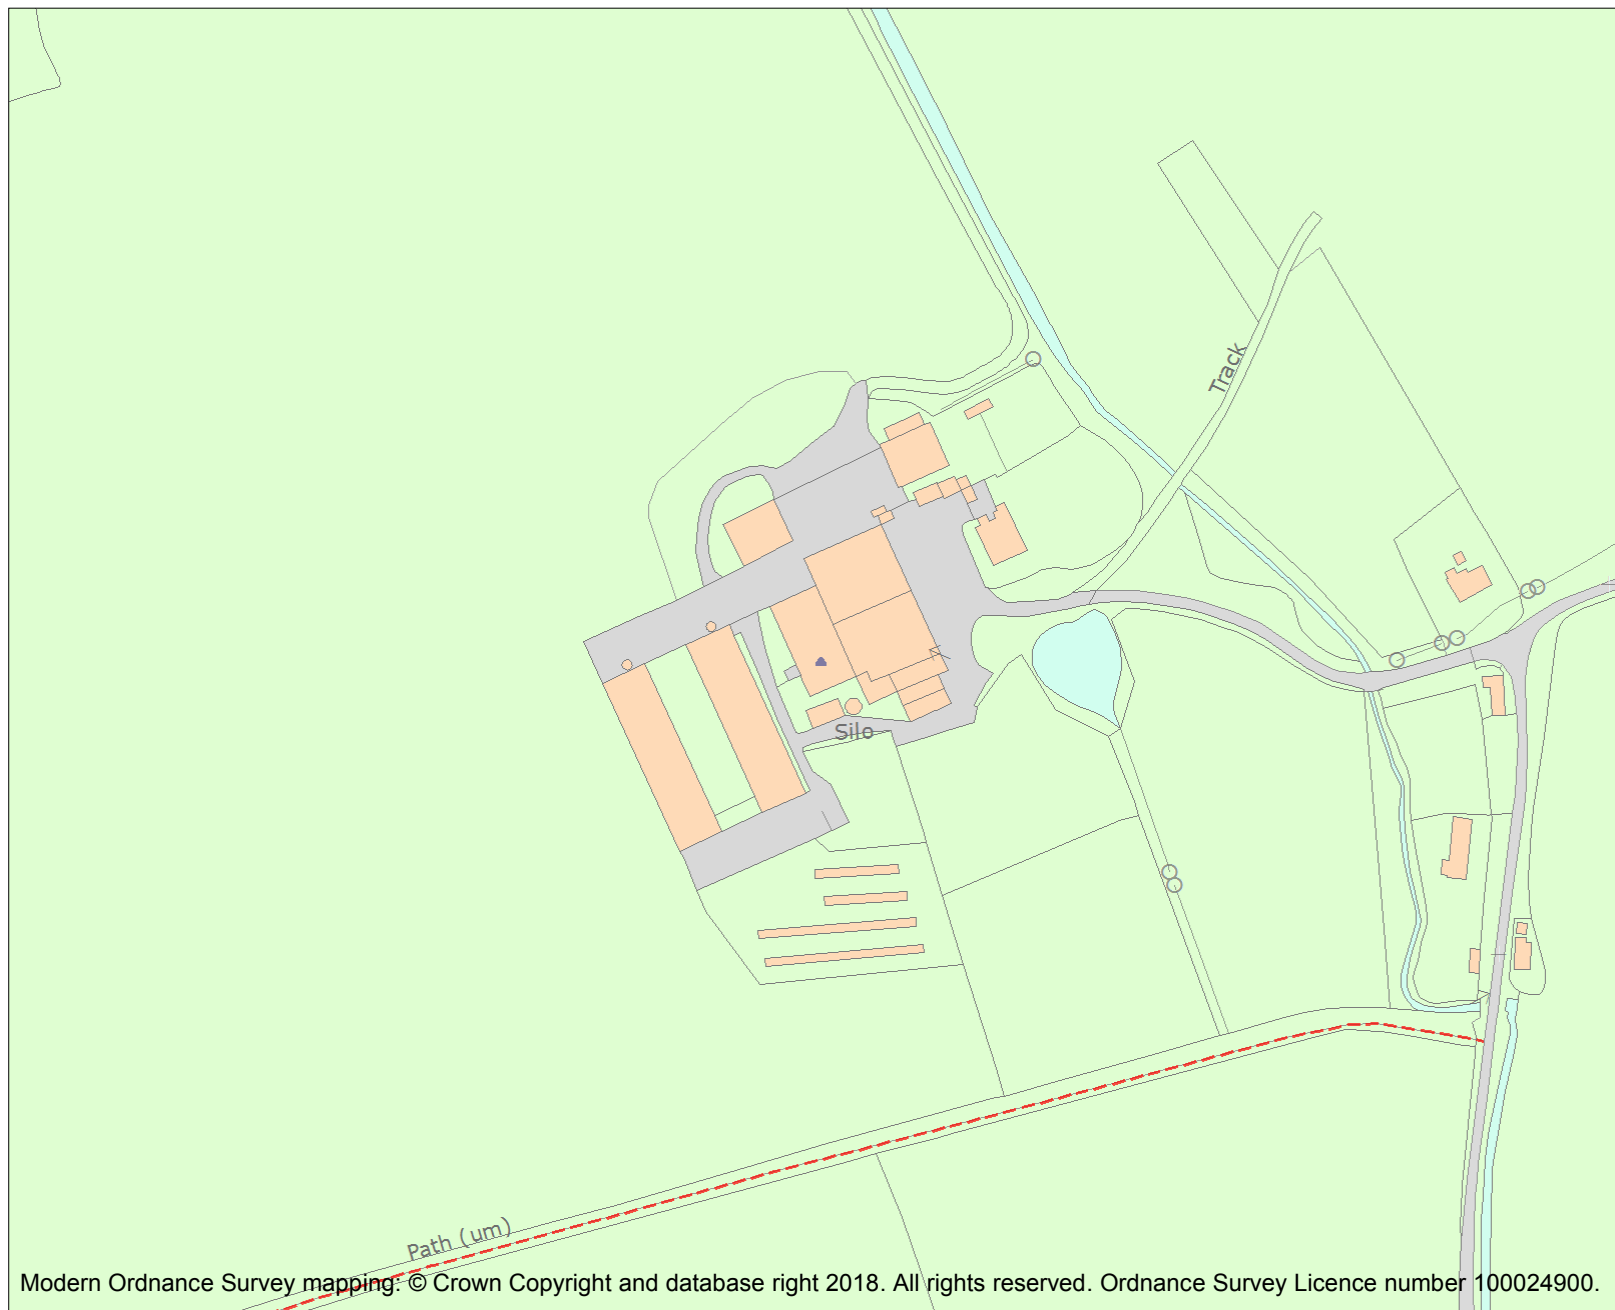 Track
Silo
Path (um)
Modern Ordnance Survey mapping: © Crown Copyright and database right 2018. All rights reserved. Ordnance Survey Licence number 100024900.